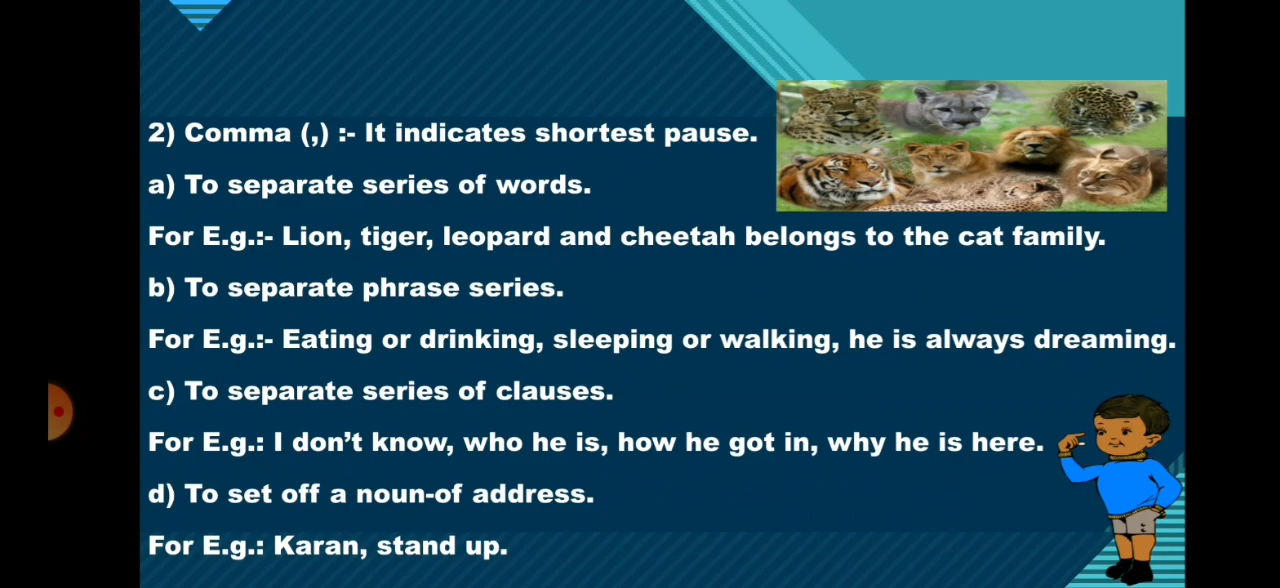 2) Comma (,) :- It indicates shortest pause.
a) To separate series of words.
For E.g.:- Lion, tiger, leopard and cheetah belongs to the cat family.
b) To separate phrase series.
For E.g.:- Eating or drinking, sleeping or walking, he is always dreaming.
c) To separate series of clauses.
For E.g.: I don’t know, who he is, how he got in, why he is here.
d) To set off a noun-of address.
For E.g.: Karan, stand up.